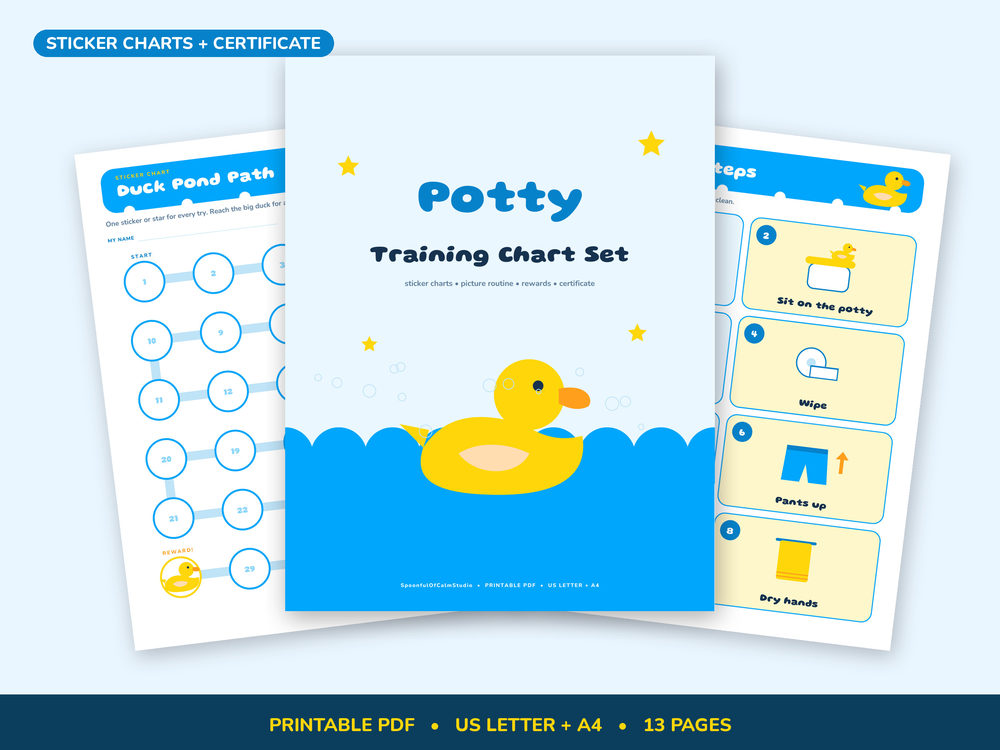 STICKER CHARTS + CERTIFICATE
STICKER CHART
Duck Pond Path
One sticker or star for every try. Reach the big duck for
MY NAME
START
1
2
3
10
9
11
12
20
19
21
22
REWARD!
29
Potty
Training Chart Set
sticker charts • picture routine • rewards • certificate
SpoonfulOfCalmStudio • PRINTABLE PDF • US LETTER + A4
teps
clean.
2
Sit on the potty
4
Wipe
6
Pants up
8
Dry hands
PRINTABLE PDF • US LETTER + A4 • 13 PAGES